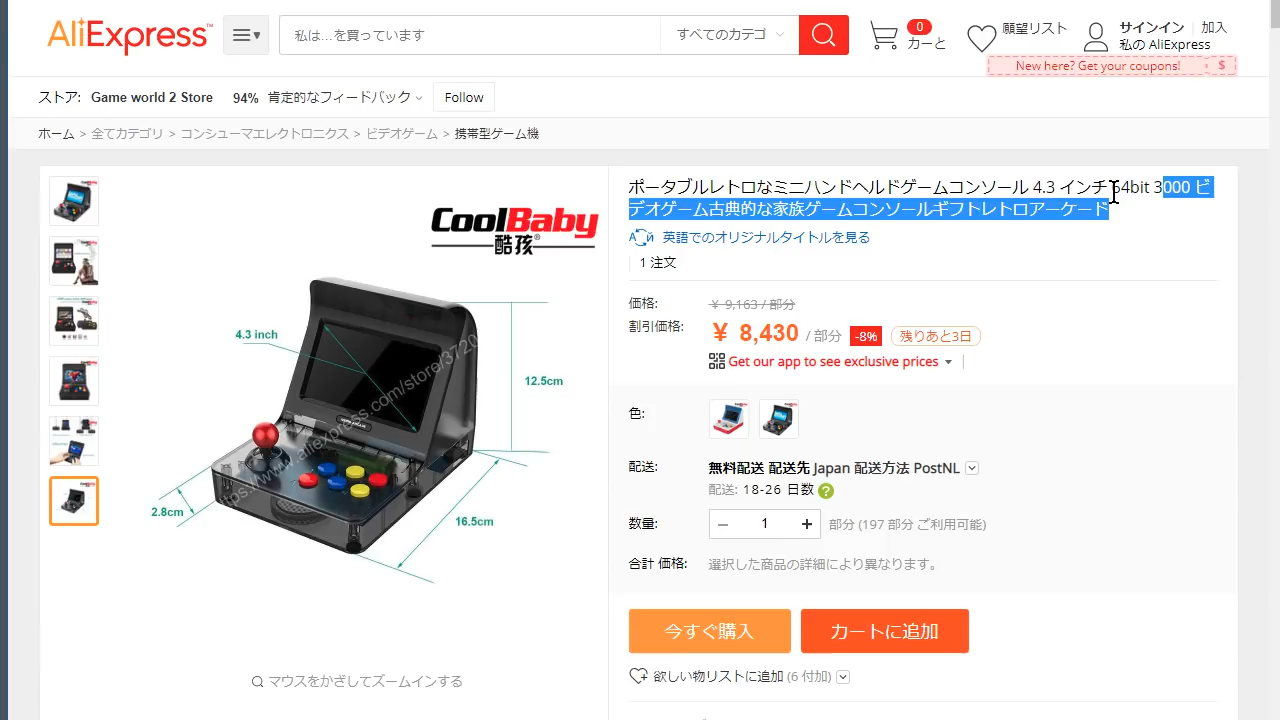 AliExpress™
私は...を買っています
すべてのカテゴ
0
カーと
願望リスト
サインイン | 加入
私の AliExpress
New here? Get your coupons! $
ストア: Game world 2 Store 94% 肯定的なフィードバック Follow
ホーム > 全てカテゴリ > コンシューマエレクトロニクス > ビデオゲーム > 携帯型ゲーム機
CoolBaby
酷孩®
4.3 inch
12.5cm
2.8cm
16.5cm
https://www.aliexpress.com/store/3720
マウスをかざしてズームインする
ポータブルレトロなミニハンドヘルドゲームコンソール 4.3 インチ 64bit 3000 ビ
デオゲーム古典的な家族ゲームコンソールギフトレトロアーケード
英語でのオリジナルタイトルを見る
1 注文
価格: ¥ 9,163 / 部分
割引価格: ¥ 8,430 / 部分 -8% 残りあと3日
Get our app to see exclusive prices
色:
配送: 無料配送 配送先 Japan 配送方法 PostNL
配送: 18-26 日数 ?
数量: − 1 + 部分 (197 部分 ご利用可能)
合計 価格: 選択した商品の詳細により異なります。
今すぐ購入
カートに追加
欲しい物リストに追加 (6 付加)